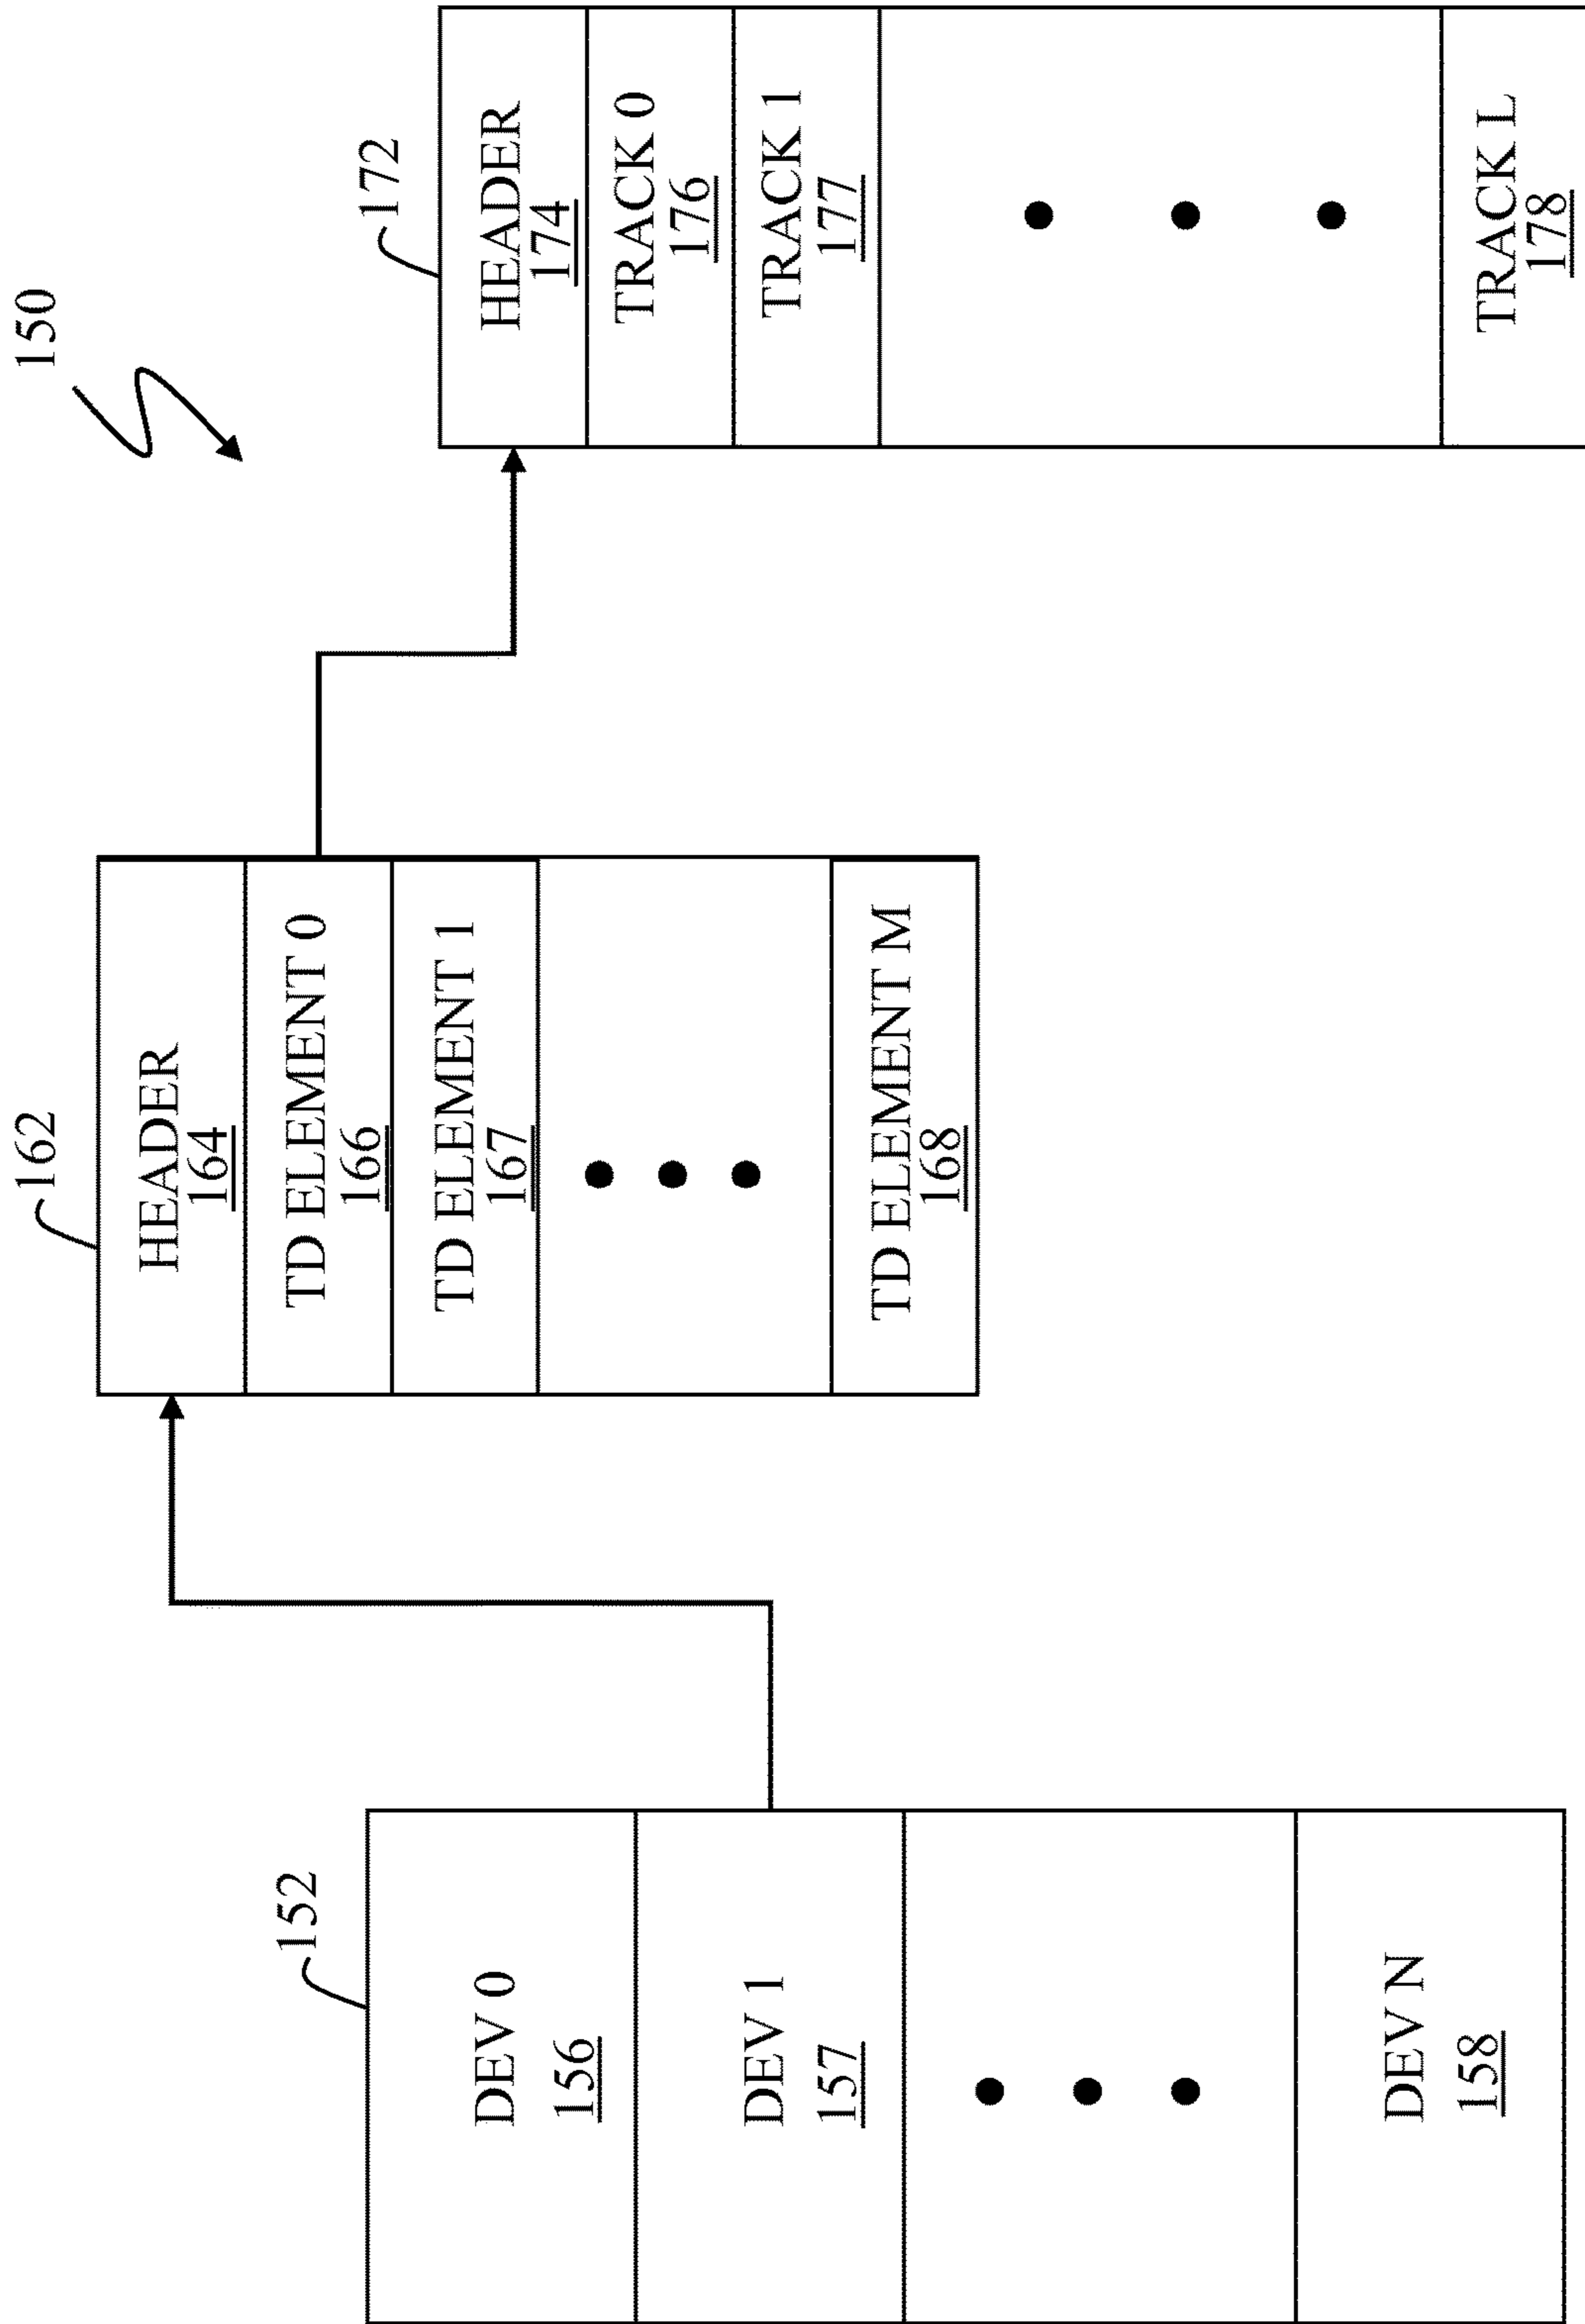 150
152
DEV 0
156
DEV 1
157
DEV N
158
162
HEADER
164
TD ELEMENT 0
166
TD ELEMENT 1
167
TD ELEMENT M
168
172
HEADER
174
TRACK 0
176
TRACK 1
177
TRACK L
178